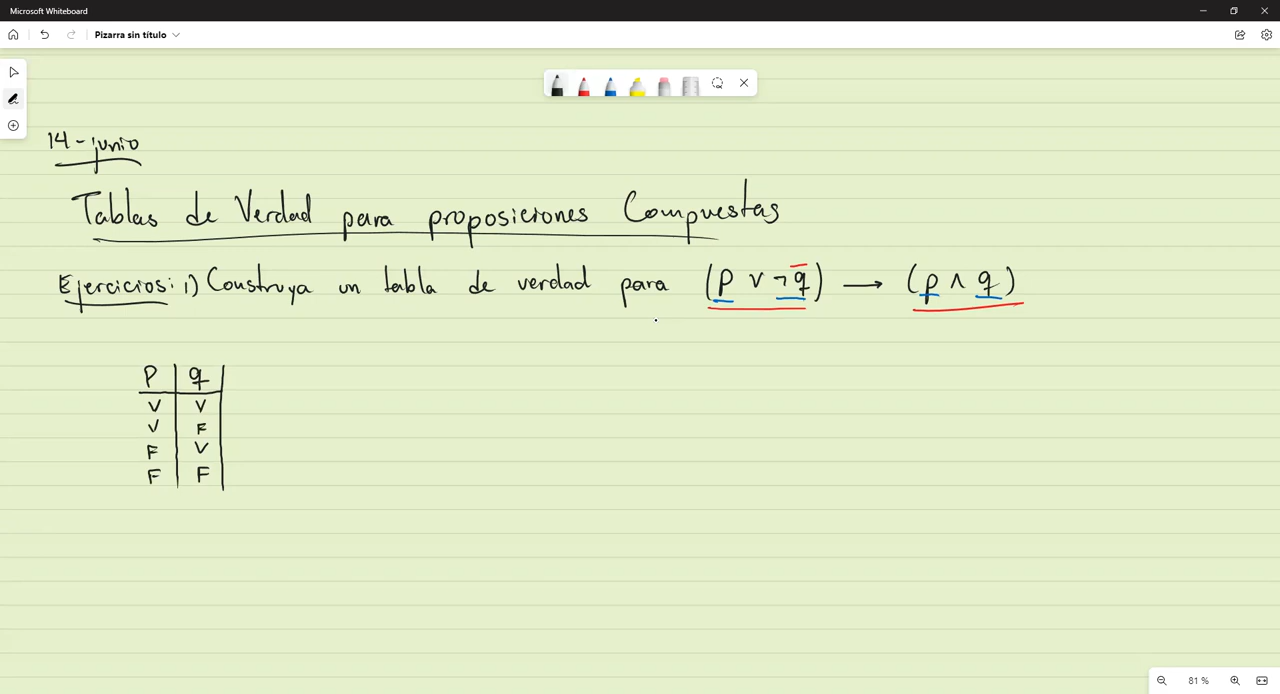 Microsoft Whiteboard
Pizarra sin título
14 - junio
Tablas de Verdad para proposiciones Compuestas
Ejercicios: 1) Construya un tabla de verdad para (p ∨ ¬ q) → (p ∧ q)
P q
V V
V F
F V
F F
81 %